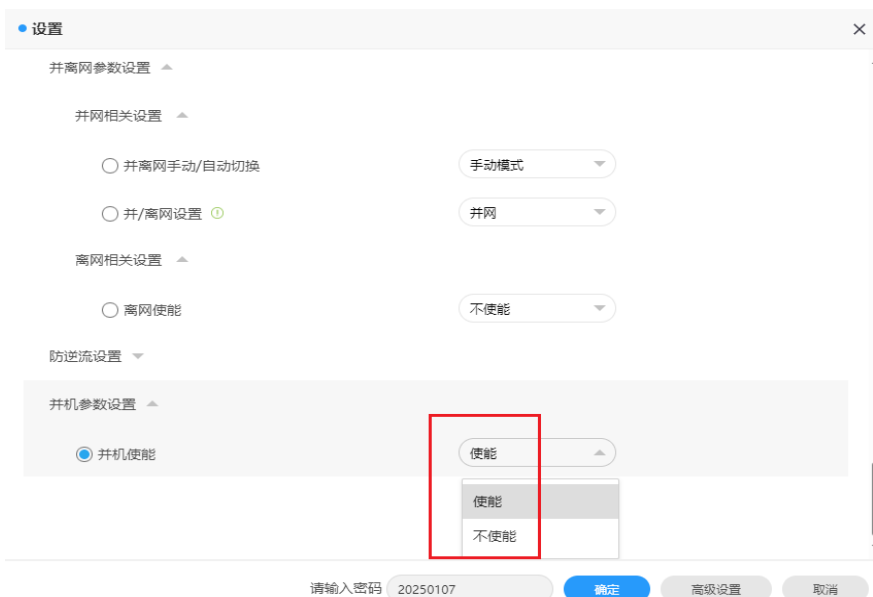 设置
并离网参数设置
并网相关设置
并离网手动/自动切换 手动模式
并/离网设置 并网
离网相关设置
离网使能 不使能
防逆流设置
并机参数设置
并机使能 使能
使能
不使能
请输入密码 20250107 确定 高级设置 取消